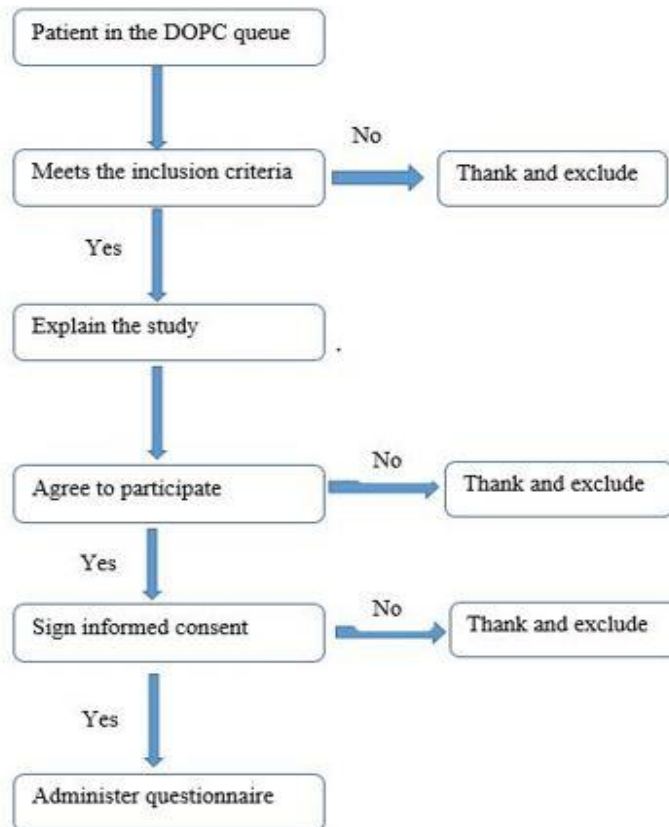 Patient in the DOPC queue
No
Meets the inclusion criteria
Thank and exclude
Yes
Explain the study
.
No
Agree to participate
Thank and exclude
Yes
No
Sign informed consent
Thank and exclude
Yes
Administer questionnaire